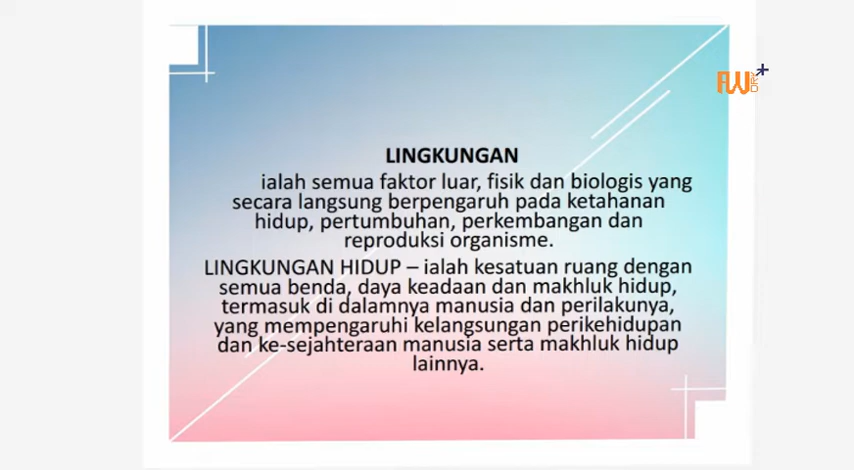 LINGKUNGAN
ialah semua faktor luar, fisik dan biologis yang
secara langsung berpengaruh pada ketahanan
hidup, pertumbuhan, perkembangan dan
reproduksi organisme.
LINGKUNGAN HIDUP – ialah kesatuan ruang dengan
semua benda, daya keadaan dan makhluk hidup,
termasuk di dalamnya manusia dan perilakunya,
yang mempengaruhi kelangsungan perikehidupan
dan ke-sejahteraan manusia serta makhluk hidup
lainnya.